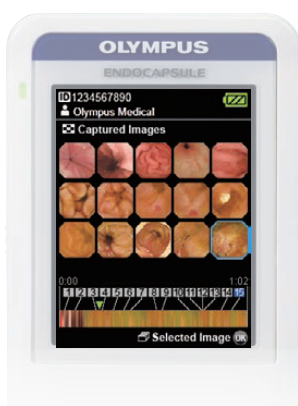 OLYMPUS
ENDOCAPSULE
ID 1234567890
Olympus Medical
Captured Images
0:00 1:02
1 2 3 4 5 6 7 8 9 10 11 12 13 14 15
Selected Image OK